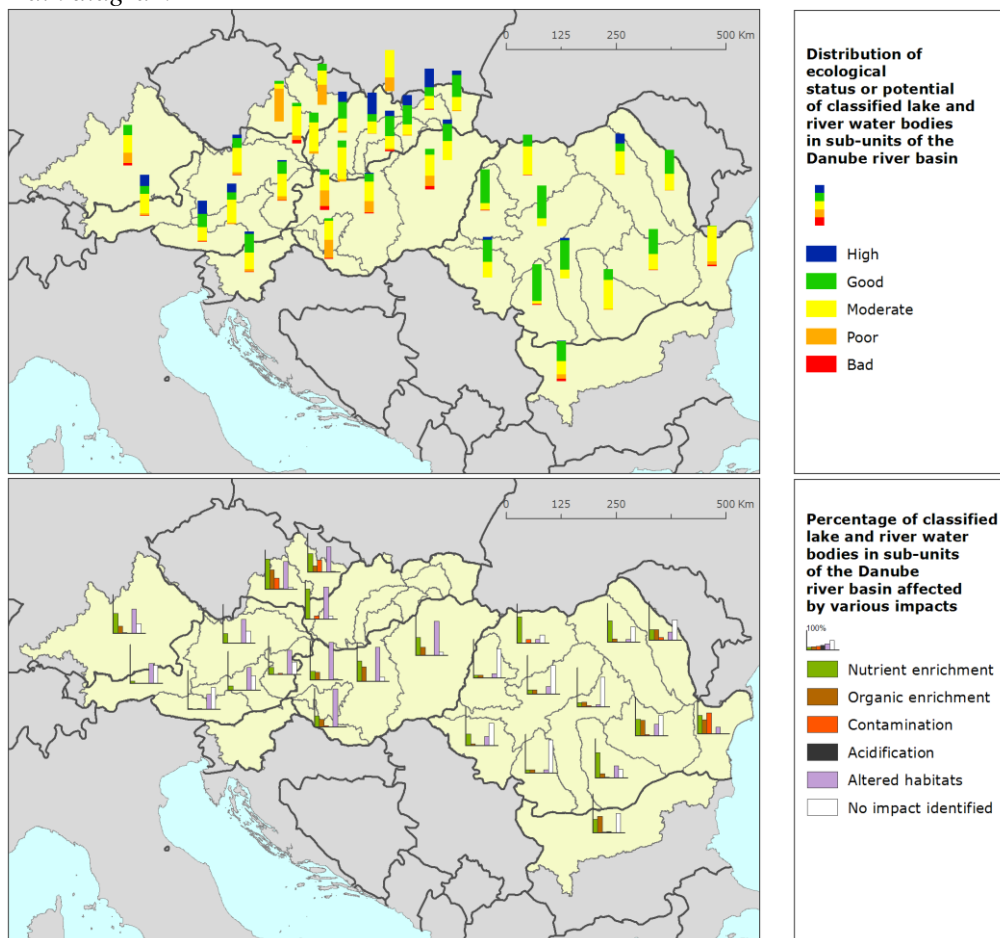 0 125 250 500 Km
Distribution of
ecological
status or potential
of classified lake and
river water bodies
in sub-units of the
Danube river basin
High
Good
Moderate
Poor
Bad
0 125 250 500 Km
Percentage of classified
lake and river water
bodies in sub-units
of the Danube
river basin affected
by various impacts
100%
Nutrient enrichment
Organic enrichment
Contamination
Acidification
Altered habitats
No impact identified